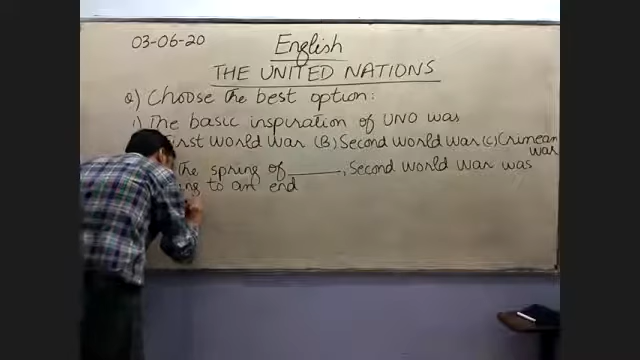 03-06-20
English
THE UNITED NATIONS
Q) Choose the best option:
1) The basic inspiration of UNO was
First World War (B) Second World War (C) Crimean War
The spring of ______, Second World War was
to an end